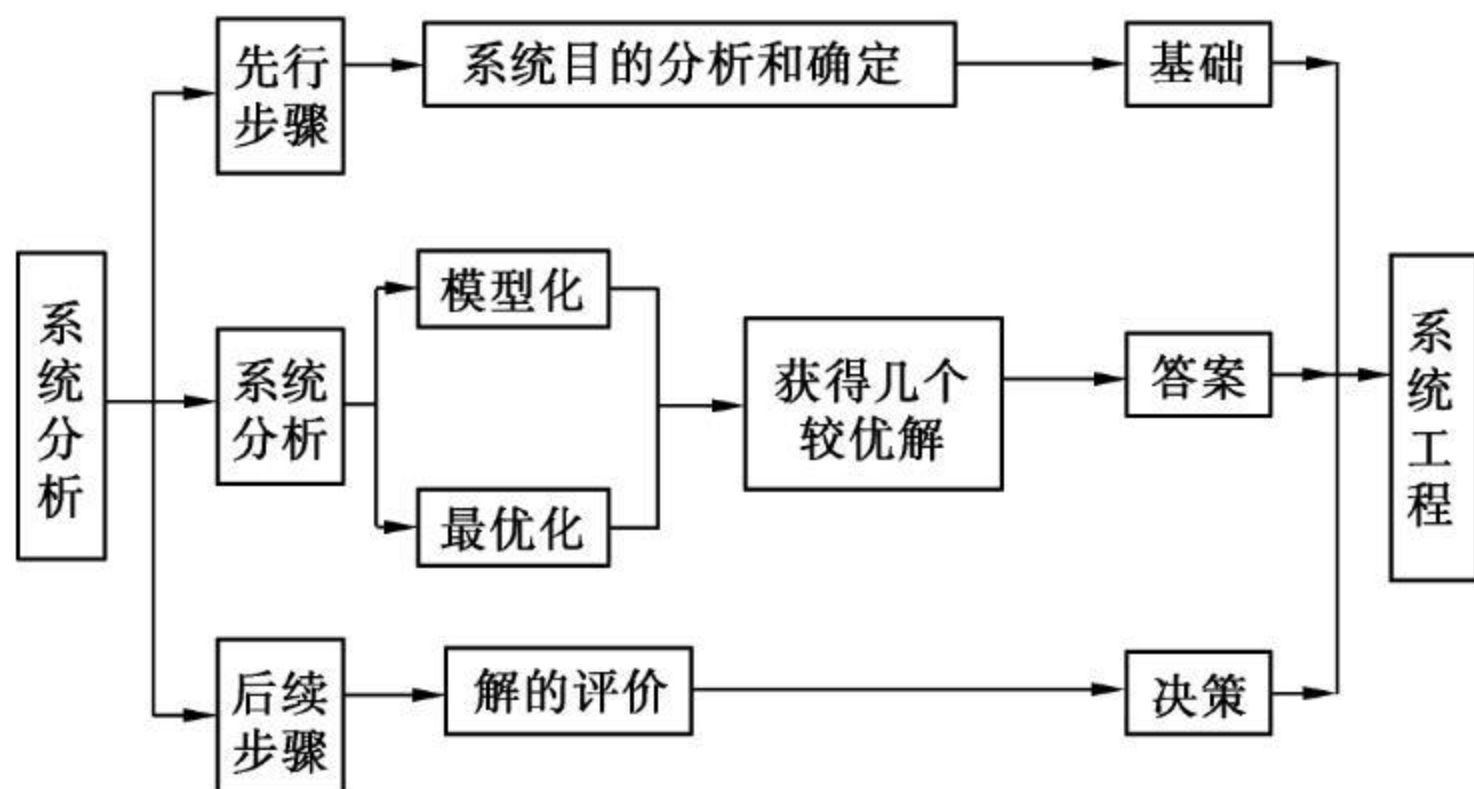 先行
步骤
系统目的分析和确定
基础
系统分析
系统
分析
模型化
最优化
获得几个
较优解
答案
系统工程
后续
步骤
解的评价
决策